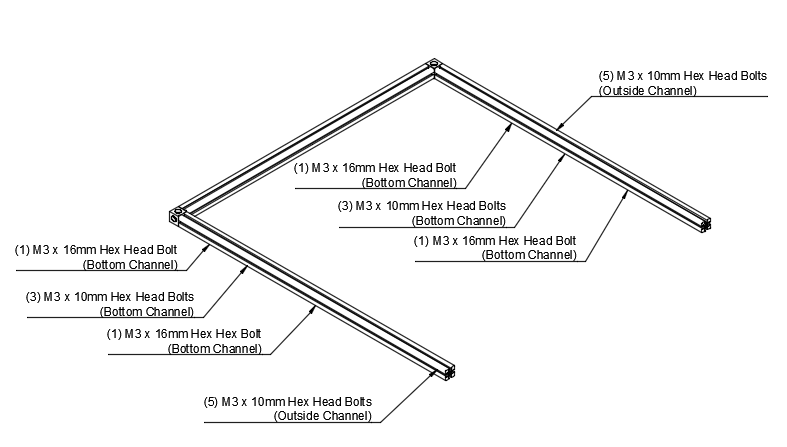 (5) M3 x 10mm Hex Head Bolts
(Outside Channel)
(1) M3 x 16mm Hex Head Bolt
(Bottom Channel)
(3) M3 x 10mm Hex Head Bolts
(Bottom Channel)
(1) M3 x 16mm Hex Head Bolt
(Bottom Channel)
(1) M3 x 16mm Hex Head Bolt
(Bottom Channel)
(3) M3 x 10mm Hex Head Bolts
(Bottom Channel)
(1) M3 x 16mm Hex Hex Bolt
(Bottom Channel)
(5) M3 x 10mm Hex Head Bolts
(Outside Channel)